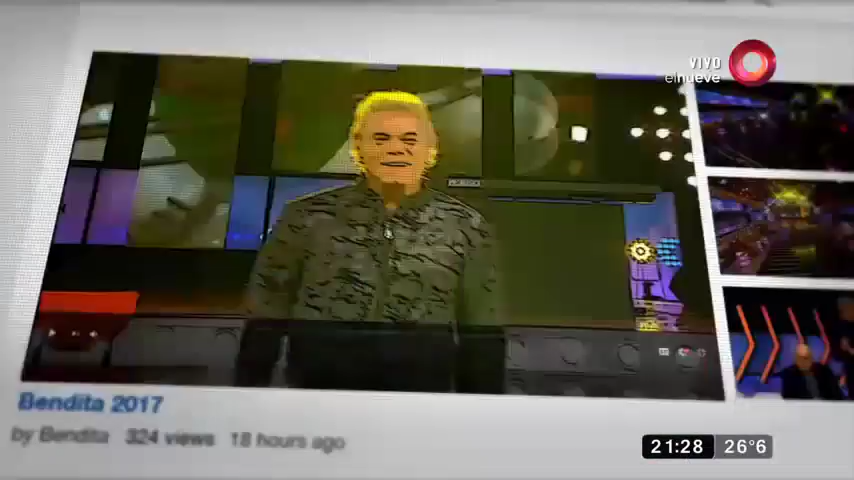 VIVO
elnueve
Bendita 2017
by Bendita 324 views 18 hours ago
21:28 26°6